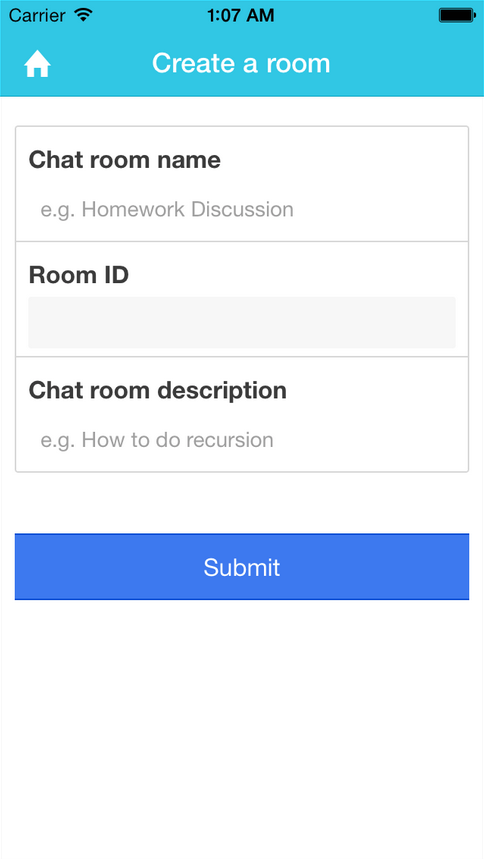 Carrier 1:07 AM
Create a room
Chat room name
e.g. Homework Discussion
Room ID
Chat room description
e.g. How to do recursion
Submit